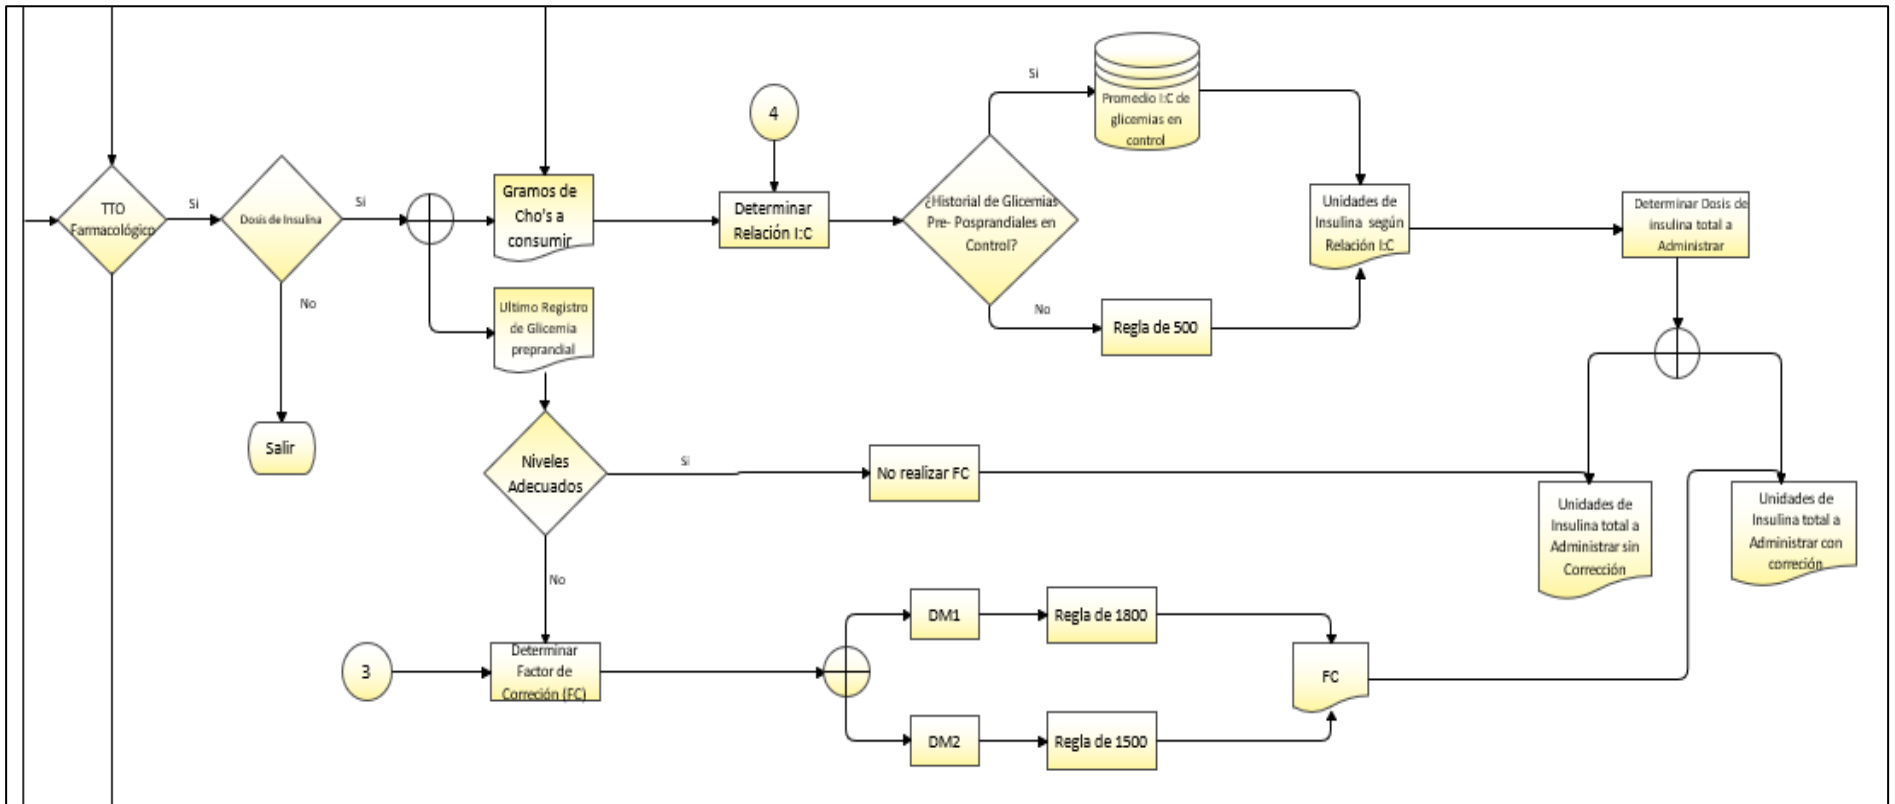 TTO
Farmacológico
Si
Dosis de Insulina
Si
No
Salir
Gramos de
Cho's a
consumir
Ultimo Registro
de Glicemia
preprandial
4
Determinar
Relación I:C
¿Historial de Glicemias
Pre- Posprandiales en
Control?
Si
Promedio I:C de
glicemias en
control
No
Regla de 500
Unidades de
Insulina según
Relación I:C
Determinar Dosis de
insulina total a
Administrar
Niveles
Adecuados
Si
No realizar FC
Unidades de
Insulina total a
Administrar sin
Corrección
Unidades de
Insulina total a
Administrar con
correción
No
3
Determinar
Factor de
Correción (FC)
DM1
Regla de 1800
DM2
Regla de 1500
FC